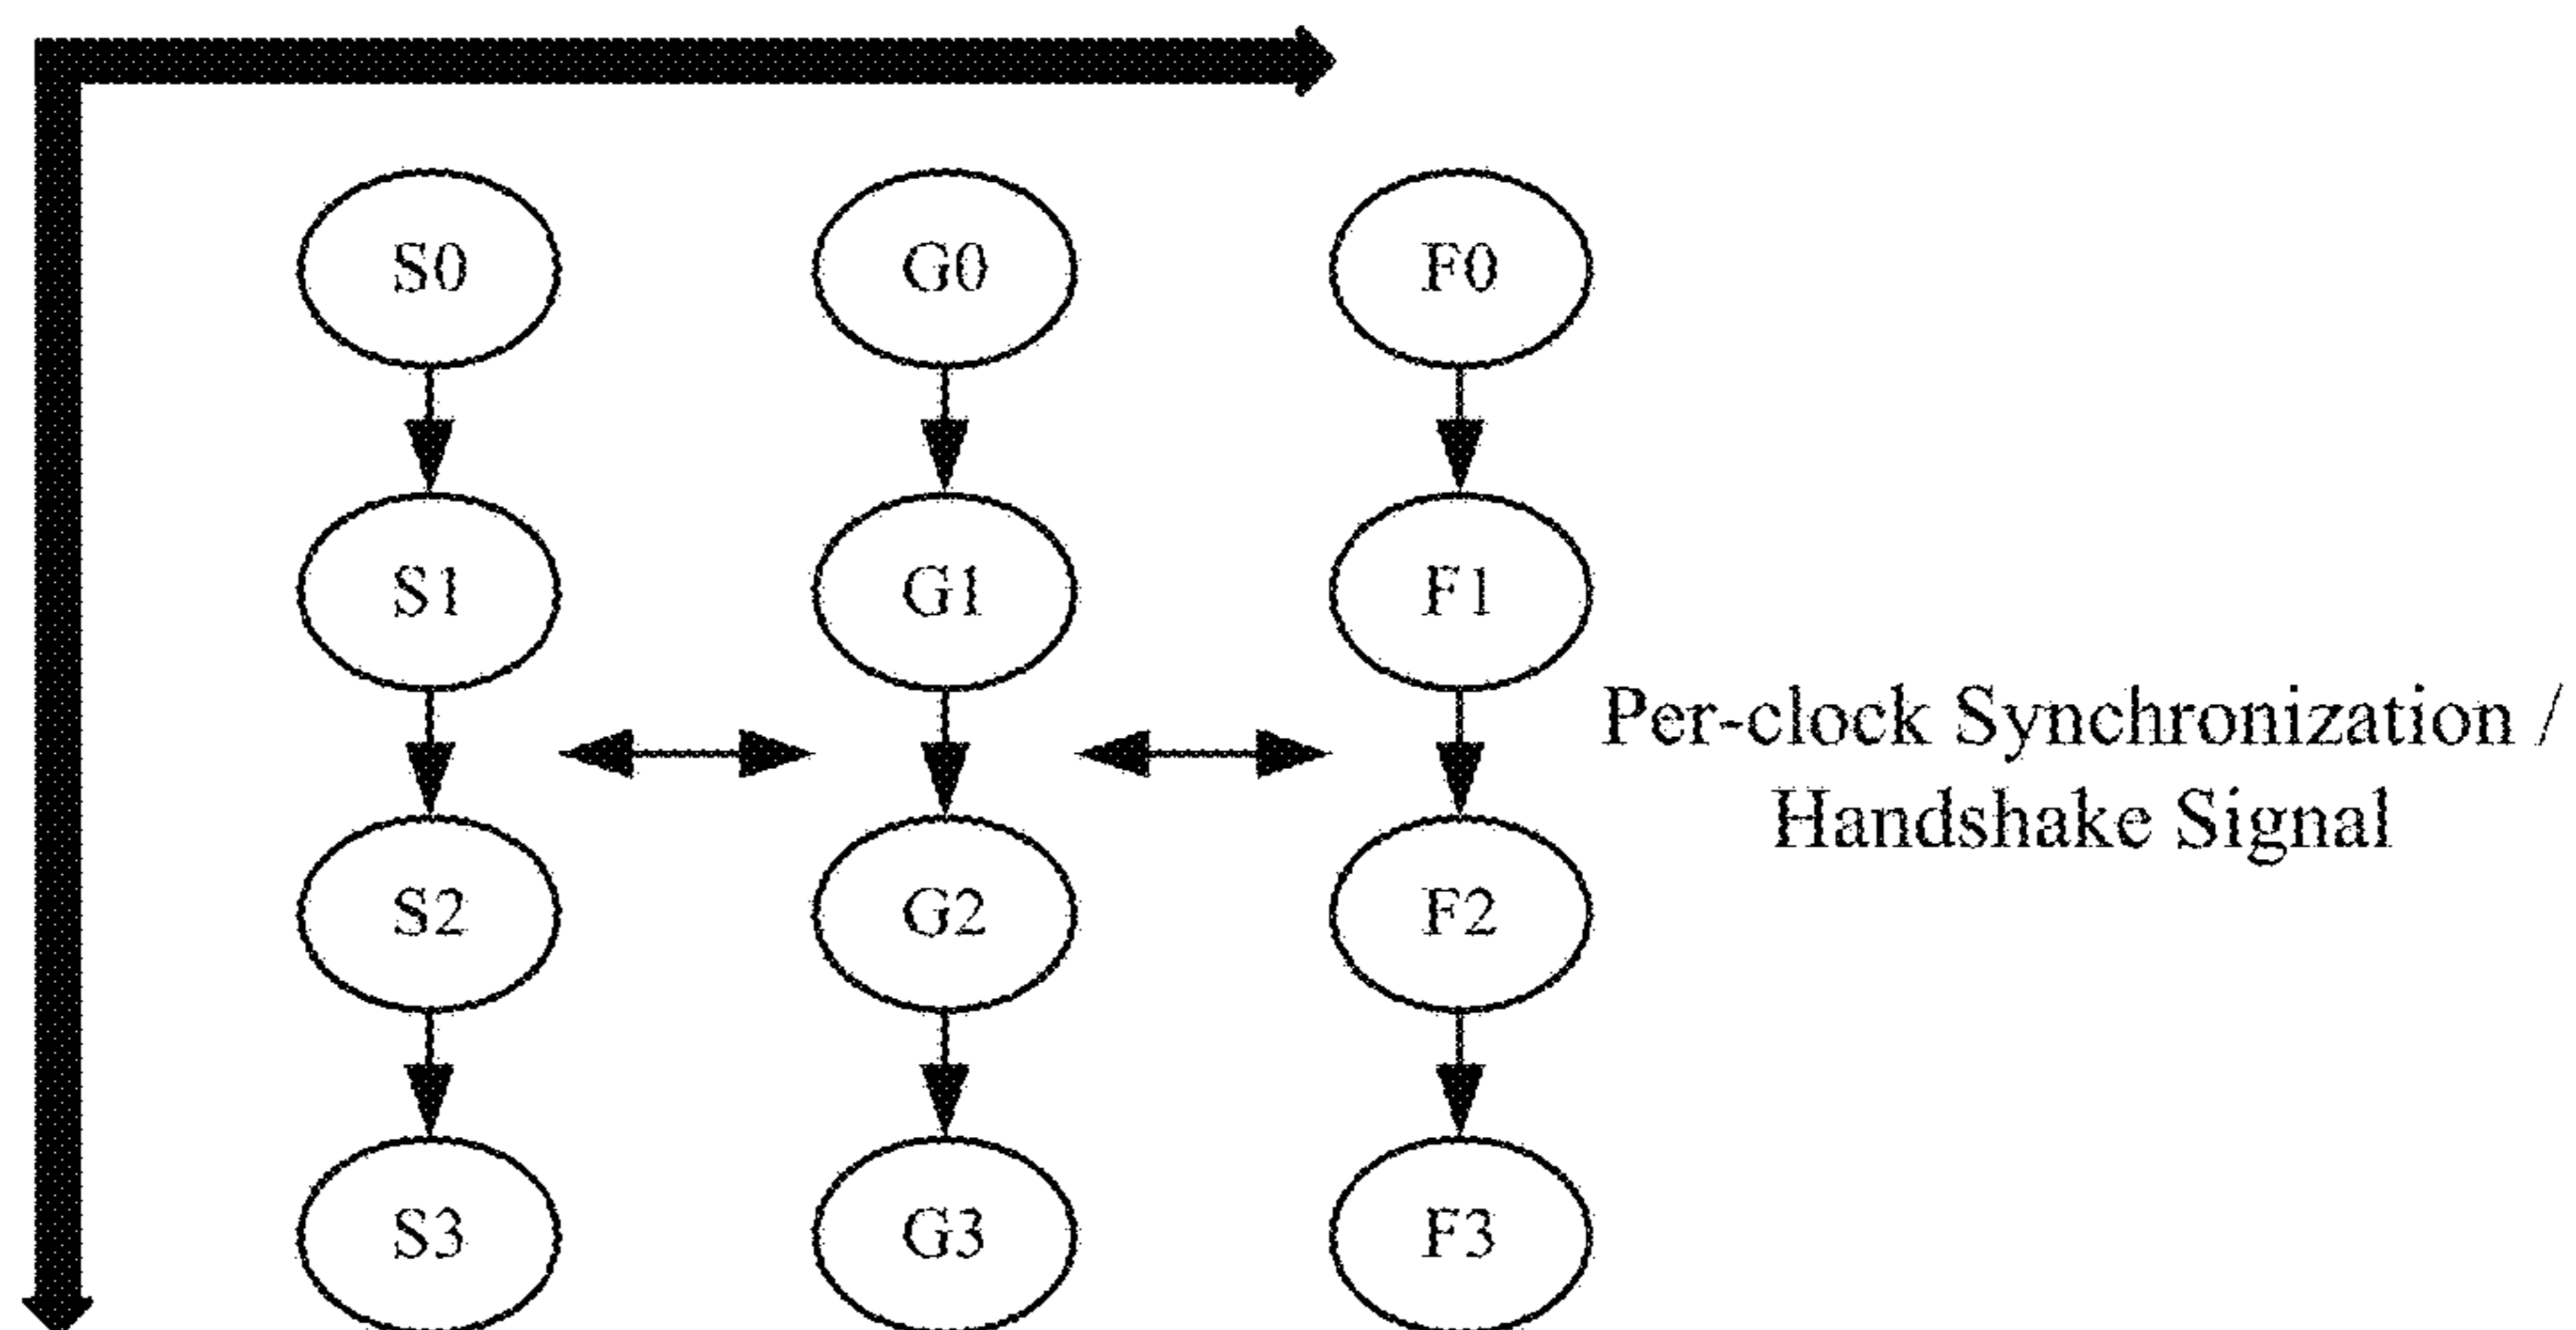 S0 G0 F0
S1 G1 F1
Per-clock Synchronization /
Handshake Signal
S2 G2 F2
S3 G3 F3